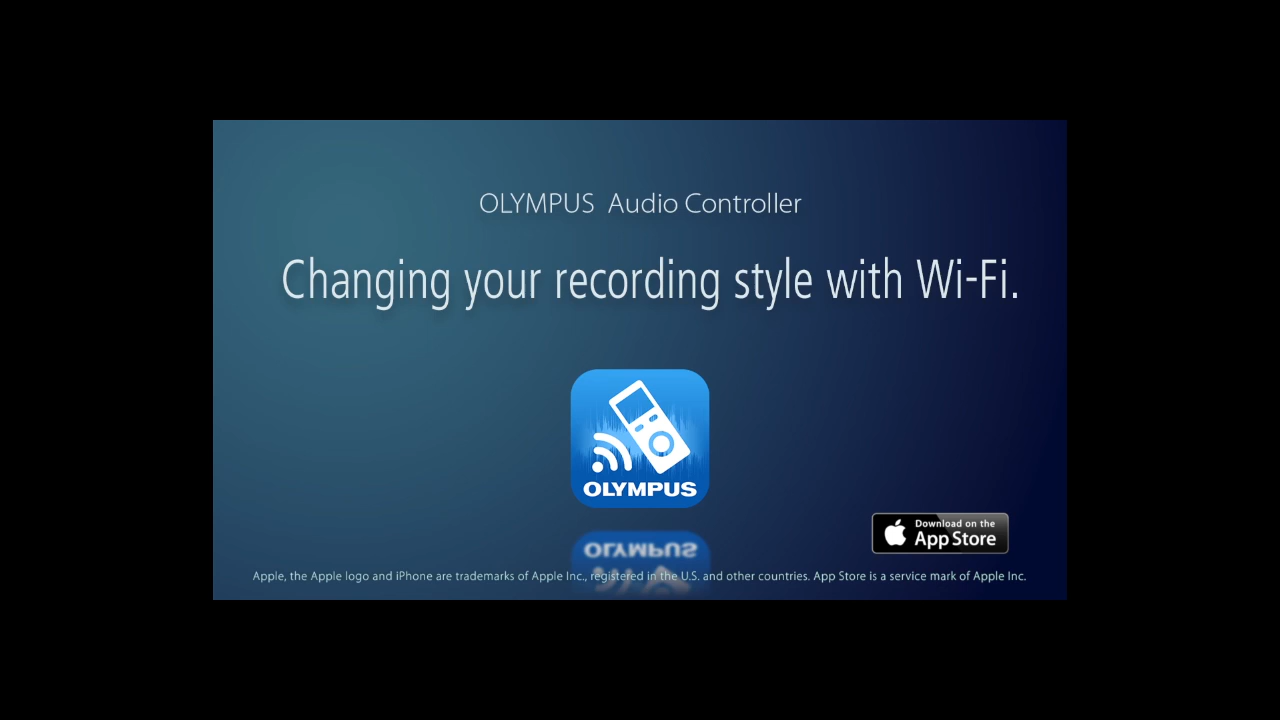 OLYMPUS Audio Controller
Changing your recording style with Wi-Fi.
OLYMPUS
Download on the
App Store
OLYMPUS
Apple, the Apple logo and iPhone are trademarks of Apple Inc., registered in the U.S. and other countries. App Store is a service mark of Apple Inc.